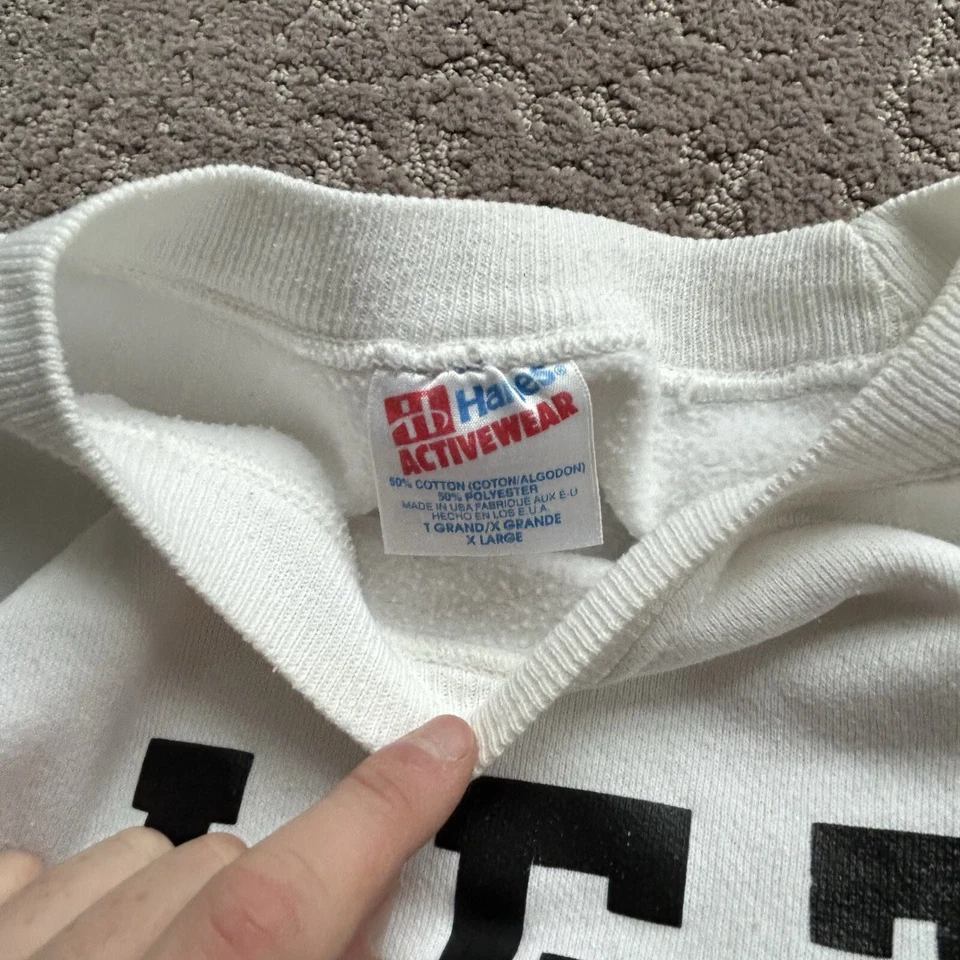 Hanes®
ACTIVEWEAR
50% COTTON (COTON/ALGODON)
50% POLYESTER
MADE IN USA FABRIQUE AUX É-U
HECHO EN LOS E.U.A.
T GRAND/X GRANDE
X LARGE